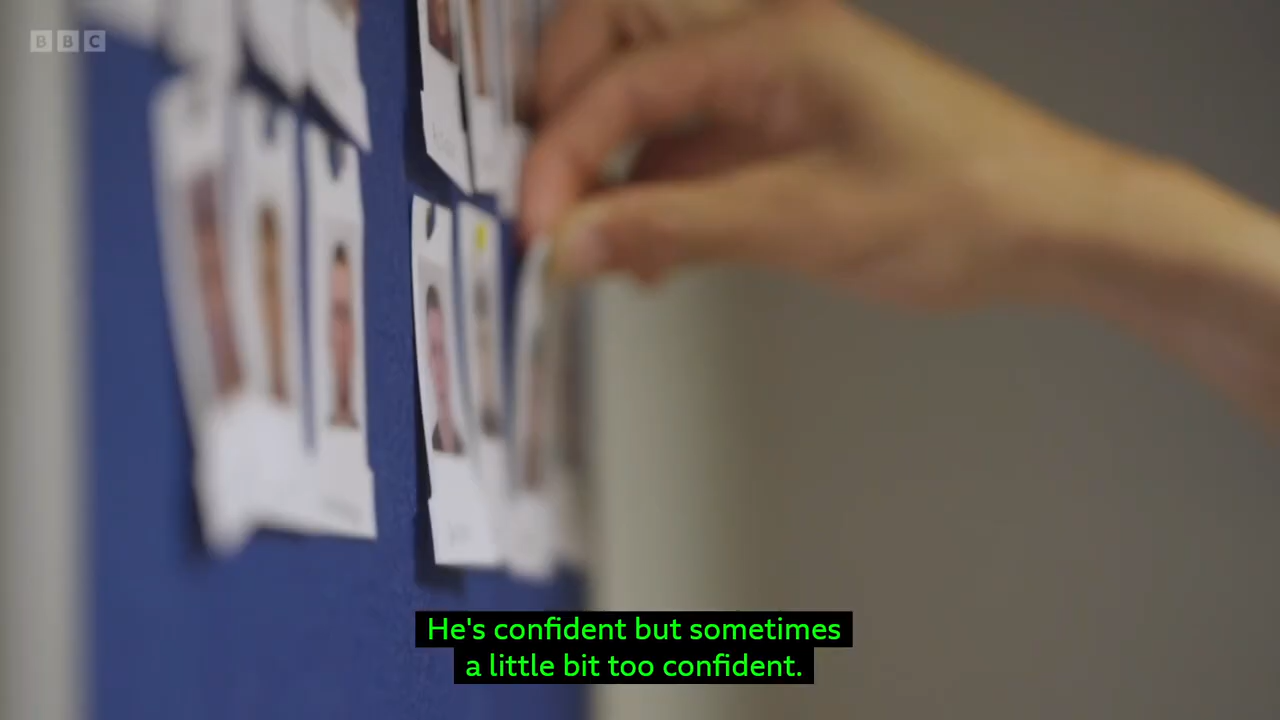 BBC
He's confident but sometimes
a little bit too confident.